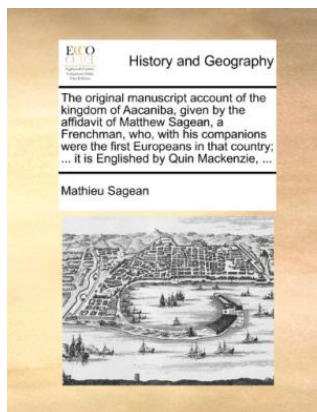 ECCO
History and Geography
The original manuscript account of the
kingdom of Aacaniba, given by the
affidavit of Matthew Sagean, a
Frenchman, who, with his companions
were the first Europeans in that country;
... it is Englished by Quin Mackenzie, ...
Mathieu Sagean